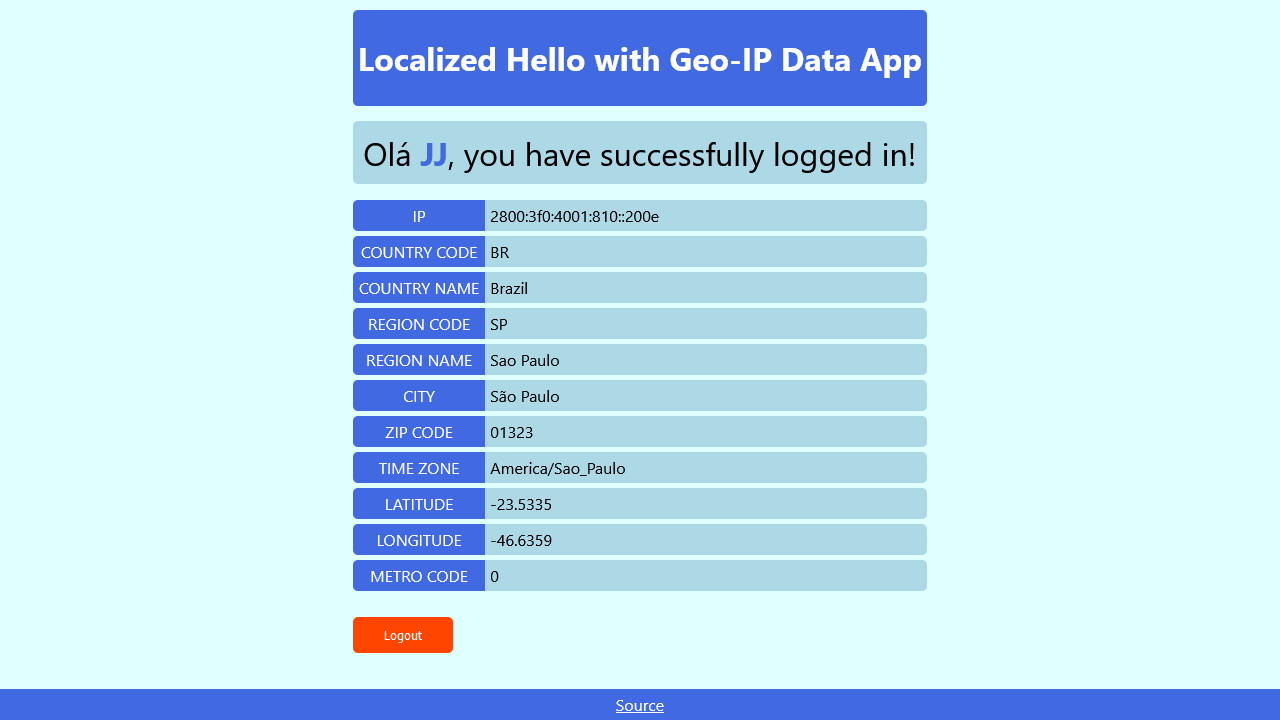 Localized Hello with Geo-IP Data App
Olá JJ, you have successfully logged in!
IP 2800:3f0:4001:810::200e
COUNTRY CODE BR
COUNTRY NAME Brazil
REGION CODE SP
REGION NAME Sao Paulo
CITY São Paulo
ZIP CODE 01323
TIME ZONE America/Sao_Paulo
LATITUDE -23.5335
LONGITUDE -46.6359
METRO CODE 0
Logout
Source